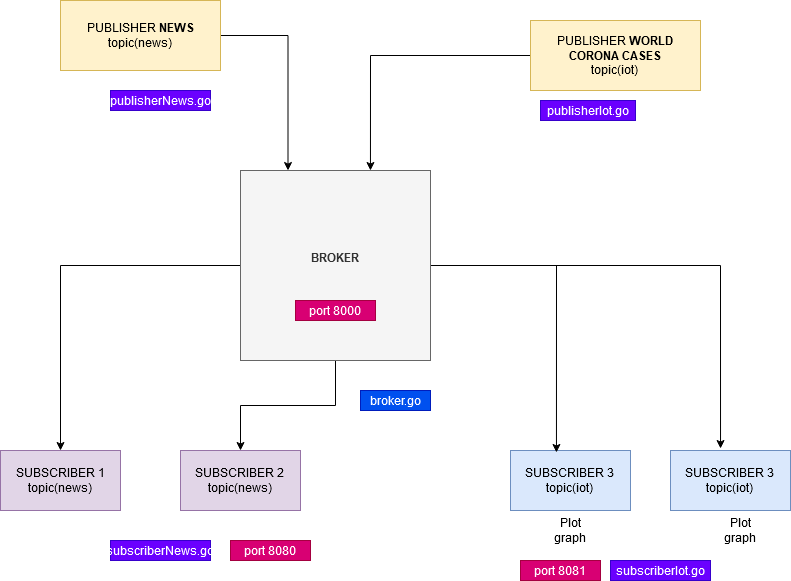 PUBLISHER NEWS
topic(news)
publisherNews.go
PUBLISHER WORLD
CORONA CASES
topic(iot)
publisherIot.go
BROKER
port 8000
broker.go
SUBSCRIBER 1
topic(news)
SUBSCRIBER 2
topic(news)
subscriberNews.go
port 8080
SUBSCRIBER 3
topic(iot)
Plot
graph
SUBSCRIBER 3
topic(iot)
Plot
graph
port 8081
subscriberIot.go